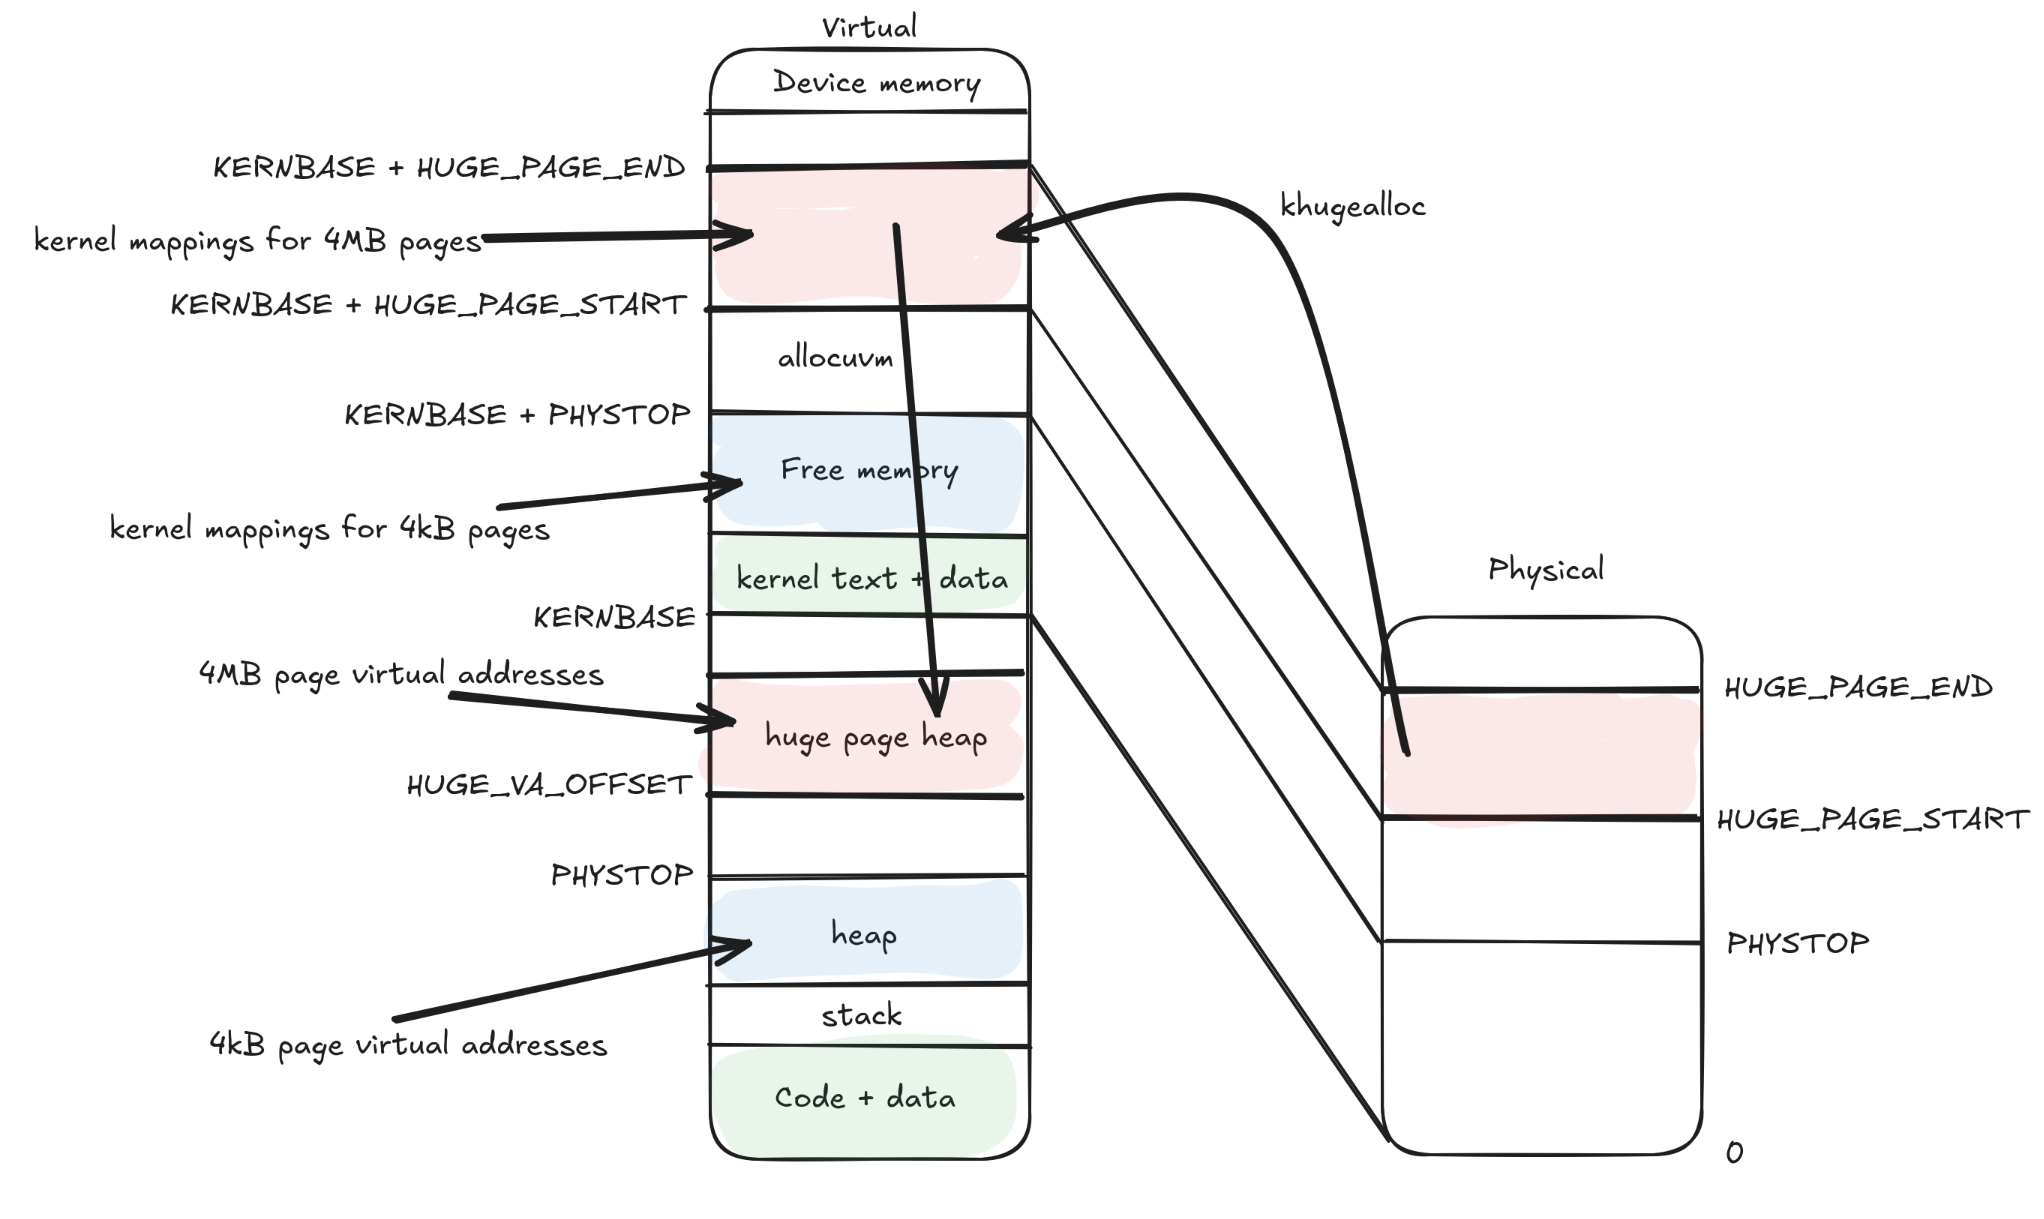 Virtual
Device memory
KERNBASE + HUGE_PAGE_END
khugealloc
kernel mappings for 4MB pages
KERNBASE + HUGE_PAGE_START
allocuvm
KERNBASE + PHYSTOP
Free memory
kernel mappings for 4kB pages
Physical
kernel text + data
KERNBASE
4MB page virtual addresses
HUGE_PAGE_END
huge page heap
HUGE_VA_OFFSET
HUGE_PAGE_START
PHYSTOP
heap
PHYSTOP
stack
4kB page virtual addresses
Code + data
0